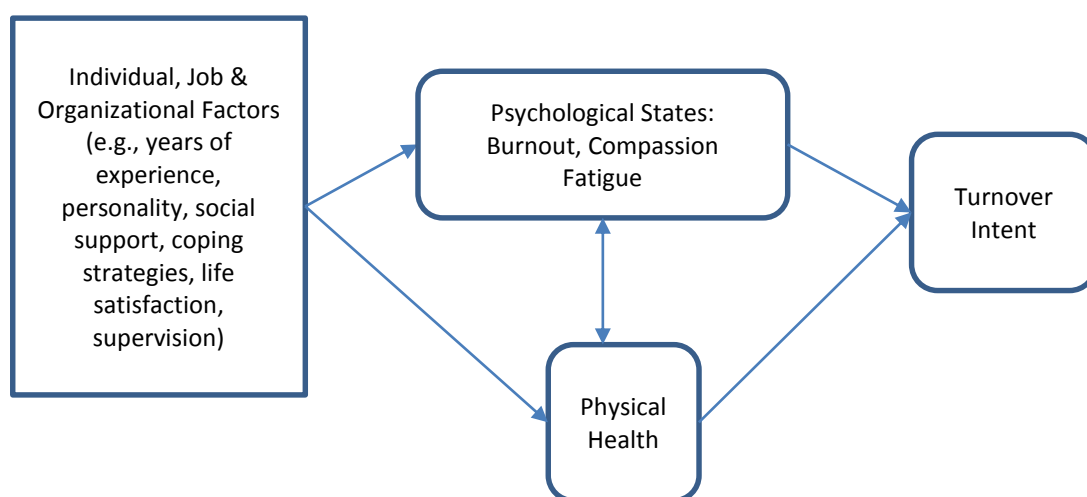 Individual, Job &
Organizational Factors
(e.g., years of
experience,
personality, social
support, coping
strategies, life
satisfaction,
supervision)
Psychological States:
Burnout, Compassion
Fatigue
Physical
Health
Turnover
Intent